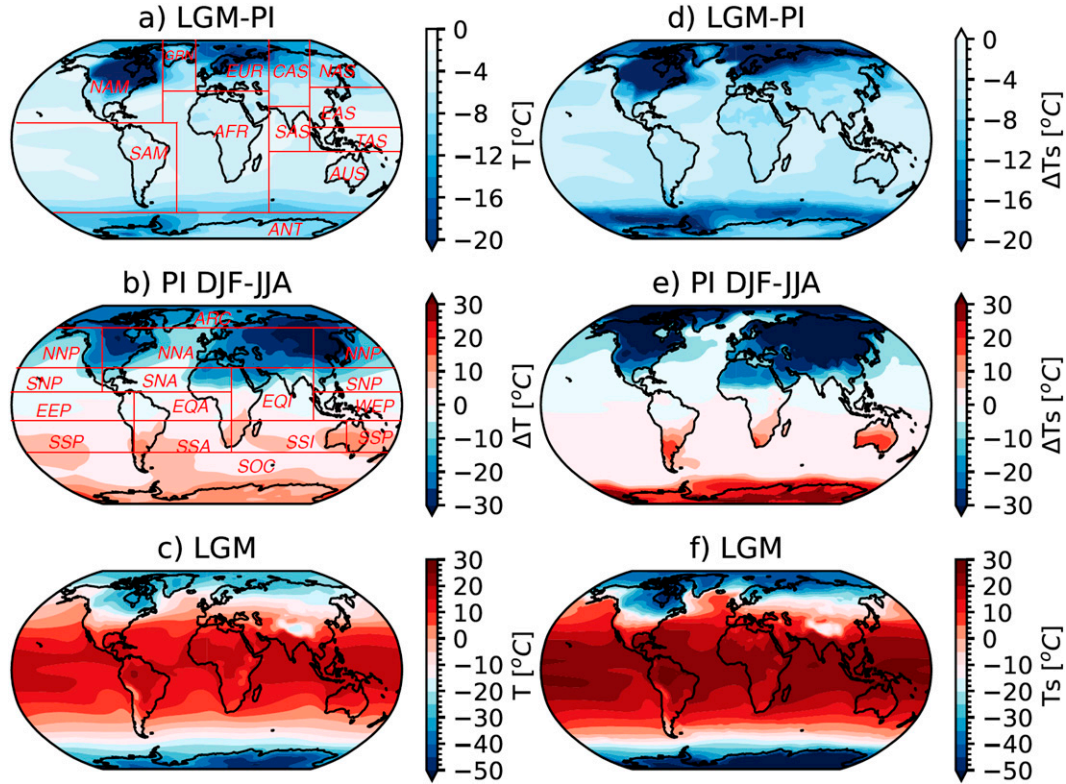 a) LGM-PI
GRN
NAM
EUR
CAS
NAS
EAS
AFR
SAS
TAS
SAM
AUS
ANT
0
−4
−8
−12
−16
−20
T [°C]
d) LGM-PI
0
−4
−8
−12
−16
−20
ΔTs [°C]
b) PI DJF-JJA
ARC
NNP
NNA
NNP
SNP
SNA
SNP
EEP
EQA
EQI
WEP
SSP
SSA
SSI
SSP
SOC
30
20
10
0
−10
−20
−30
ΔT [°C]
e) PI DJF-JJA
30
20
10
0
−10
−20
−30
ΔTs [°C]
c) LGM
30
20
10
0
−10
−20
−30
−40
−50
T [°C]
f) LGM
30
20
10
0
−10
−20
−30
−40
−50
Ts [°C]